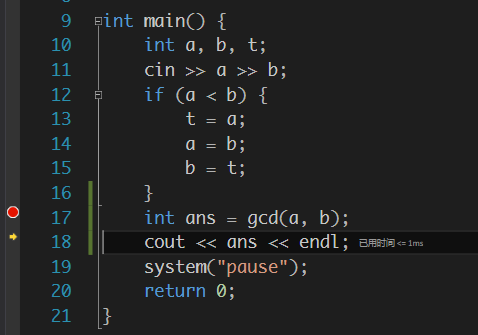 9 int main() {
10 int a, b, t;
11 cin >> a >> b;
12 if (a < b) {
13 t = a;
14 a = b;
15 b = t;
16 }
17 int ans = gcd(a, b);
18 cout << ans << endl; 已用时间 <= 1ms
19 system("pause");
20 return 0;
21 }